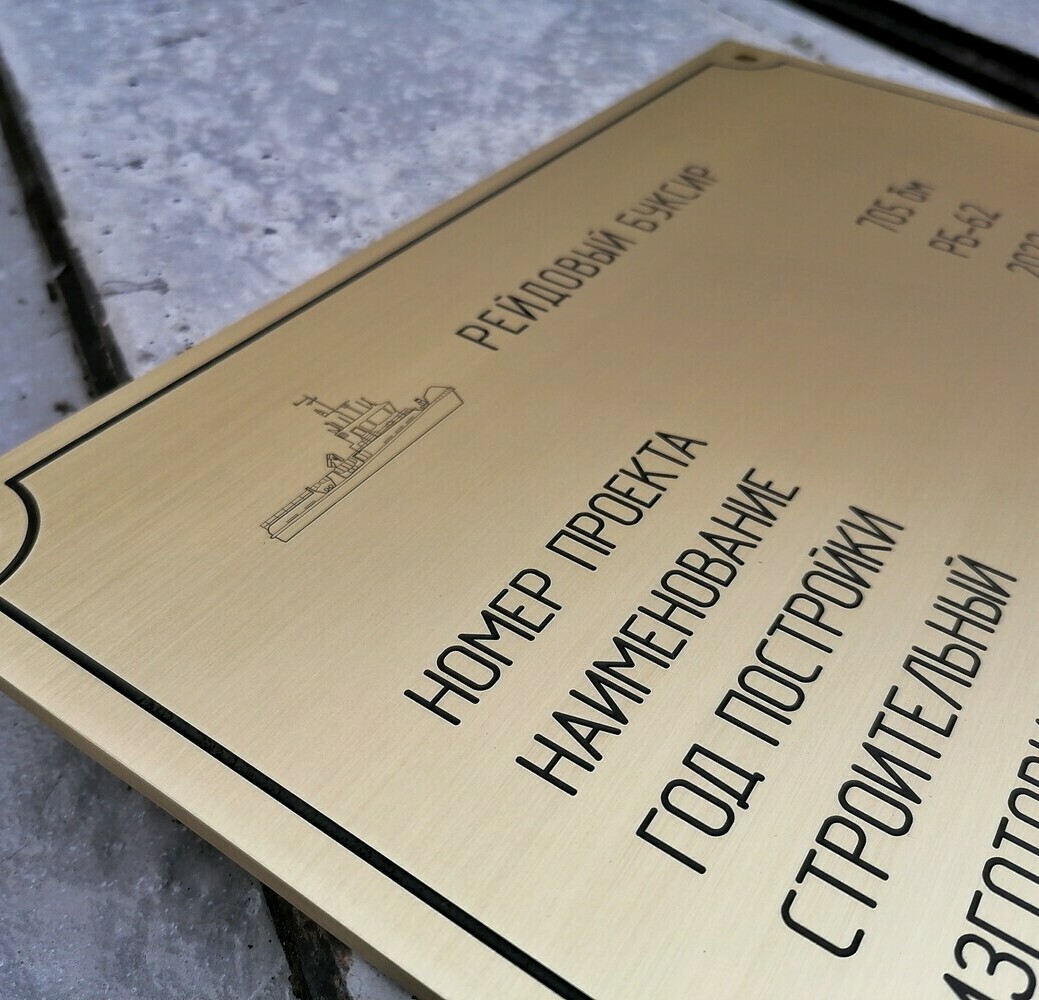 РЕЙДОВЫЙ БУКСИР
НОМЕР ПРОЕКТА 705 бм
НАИМЕНОВАНИЕ РБ-62
ГОД ПОСТРОЙКИ
СТРОИТЕЛЬНЫЙ